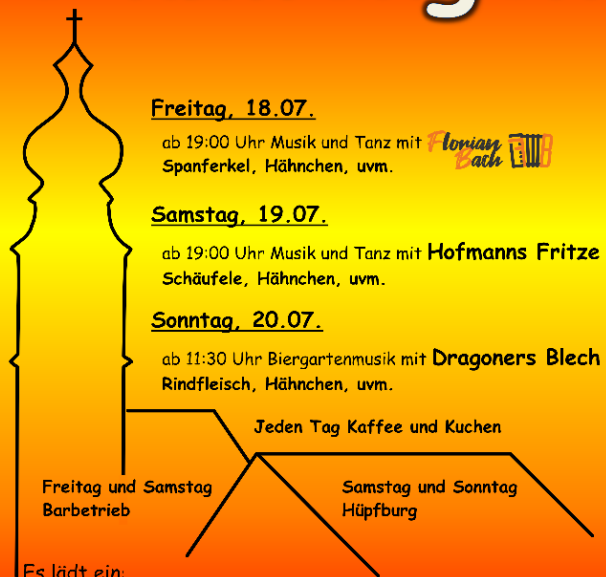 Freitag, 18.07.
ab 19:00 Uhr Musik und Tanz mit Florian Bach
Spanferkel, Hähnchen, uvm.
Samstag, 19.07.
ab 19:00 Uhr Musik und Tanz mit Hofmanns Fritze
Schäufele, Hähnchen, uvm.
Sonntag, 20.07.
ab 11:30 Uhr Biergartenmusik mit Dragoners Blech
Rindfleisch, Hähnchen, uvm.
Jeden Tag Kaffee und Kuchen
Freitag und Samstag
Barbetrieb
Samstag und Sonntag
Hüpfburg
Es lädt ein: